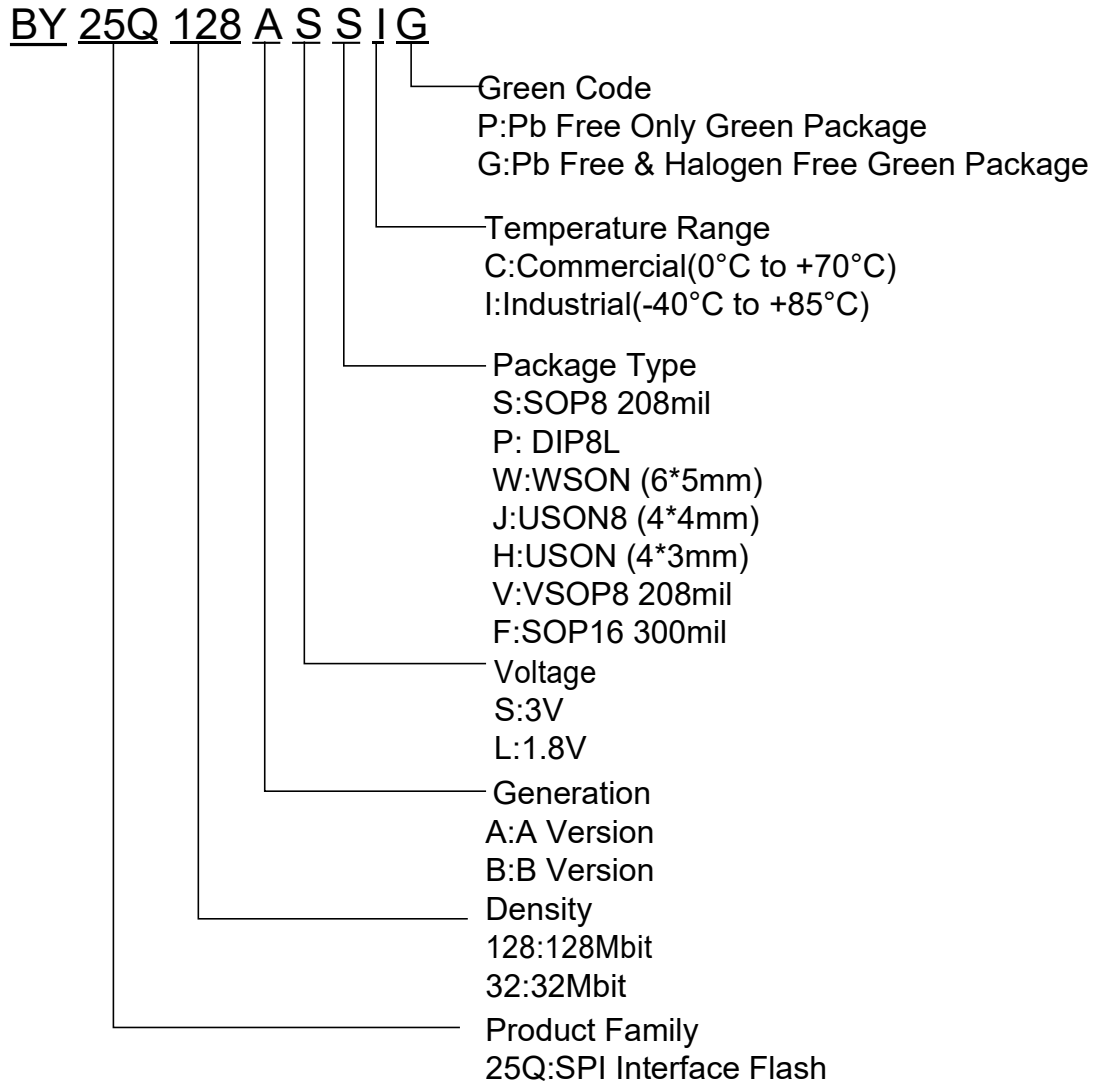 BY 25Q 128 A S S I G
Green Code
P:Pb Free Only Green Package
G:Pb Free & Halogen Free Green Package
Temperature Range
C:Commercial(0°C to +70°C)
I:Industrial(-40°C to +85°C)
Package Type
S:SOP8 208mil
P: DIP8L
W:WSON (6*5mm)
J:USON8 (4*4mm)
H:USON (4*3mm)
V:VSOP8 208mil
F:SOP16 300mil
Voltage
S:3V
L:1.8V
Generation
A:A Version
B:B Version
Density
128:128Mbit
32:32Mbit
Product Family
25Q:SPI Interface Flash